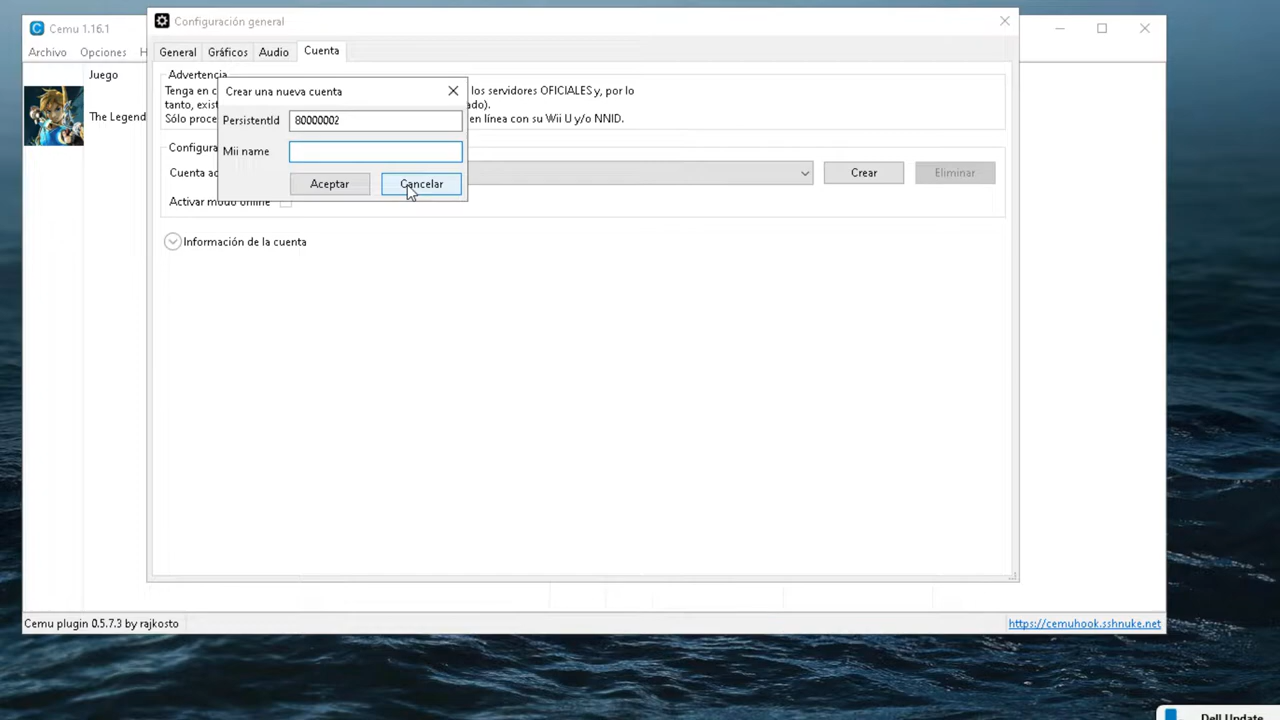 Cemu 1.16.1
Configuración general
Archivo Opciones H
General Gráficos Audio Cuenta
Juego
The Legend
Advertencia
Tenga en c los servidores OFICIALES y, por lo
tanto, exist ado).
Sólo proce en línea con su Wii U y/o NNID.
Crear una nueva cuenta
PersistentId 80000002
Mii name
Aceptar Cancelar
Configura
Cuenta ac Crear Eliminar
Activar modo online
Información de la cuenta
Cemu plugin 0.5.7.3 by rajkosto
https://cemuhook.sshnuke.net
Dell Update